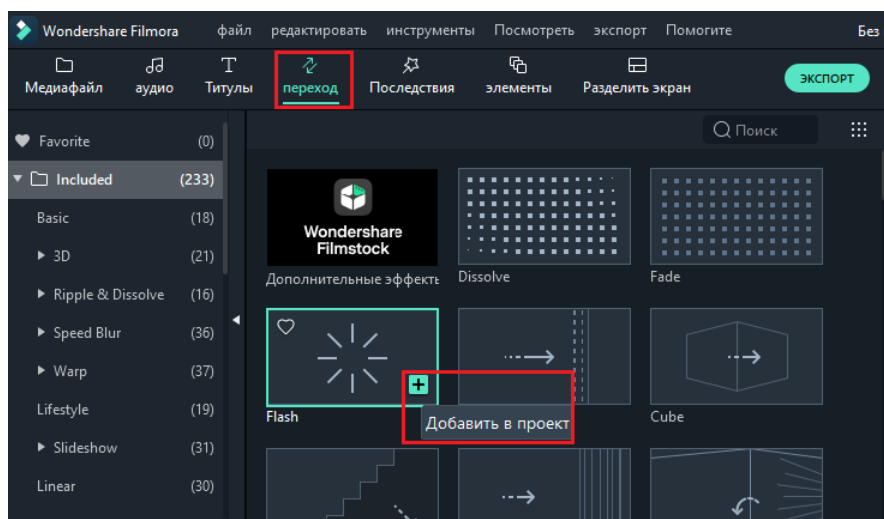 Wondershare Filmora файл редактировать инструменты Посмотреть экспорт Помогите Без
Медиафайл аудио Титулы переход Последствия элементы Разделить экран экспорт
Поиск
Favorite (0)
Included (233)
Basic (18)
3D (21)
Ripple & Dissolve (16)
Speed Blur (36)
Warp (37)
Lifestyle (19)
Slideshow (31)
Linear (30)
Wondershare
Filmstock
Дополнительные эффекть
Dissolve
Fade
Flash
Добавить в проект
Cube